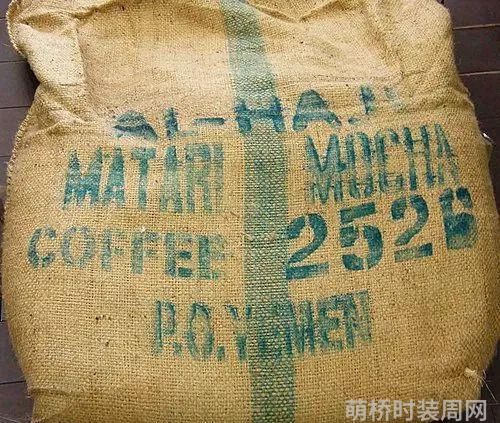 AL-HAJ
MATARI MOCHA
COFFEE 252B
P.O.YEMEN
萌桥时装周网